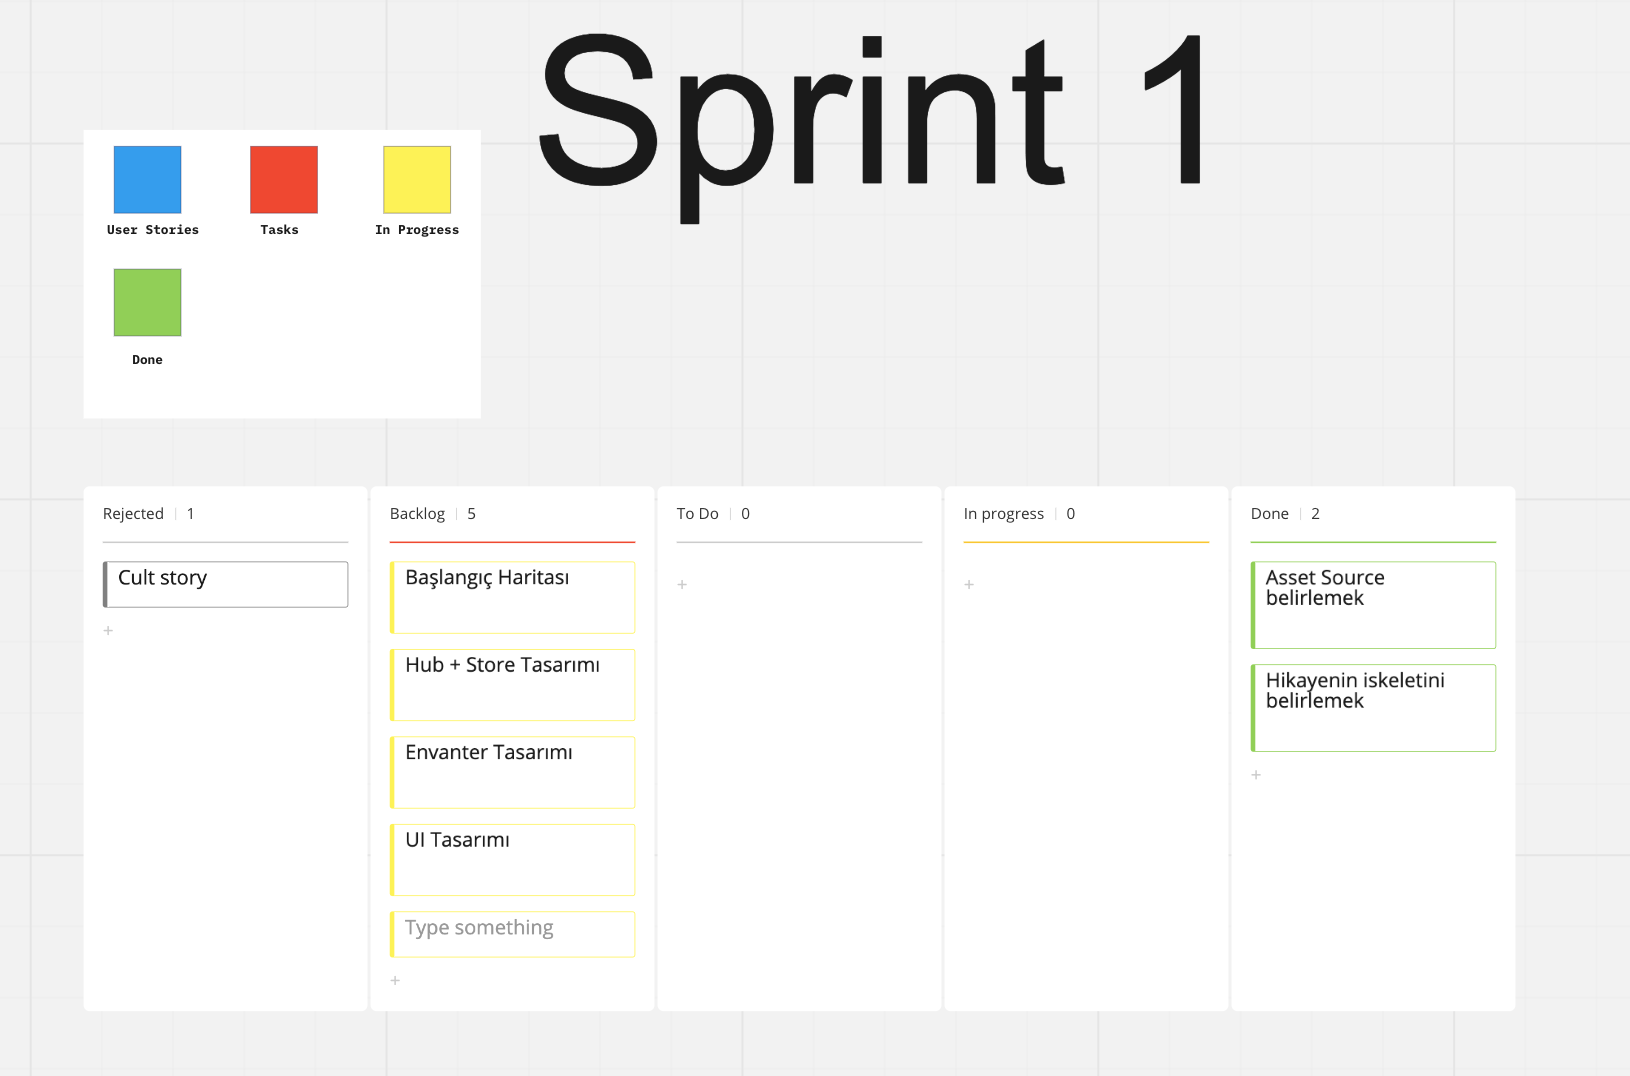 Sprint 1
User Stories
Tasks
In Progress
Done
Rejected | 1
Cult story
+
Backlog | 5
Başlangıç Haritası
Hub + Store Tasarımı
Envanter Tasarımı
UI Tasarımı
Type something
+
To Do | 0
+
In progress | 0
+
Done | 2
Asset Source
belirlemek
Hikayenin iskeletini
belirlemek
+